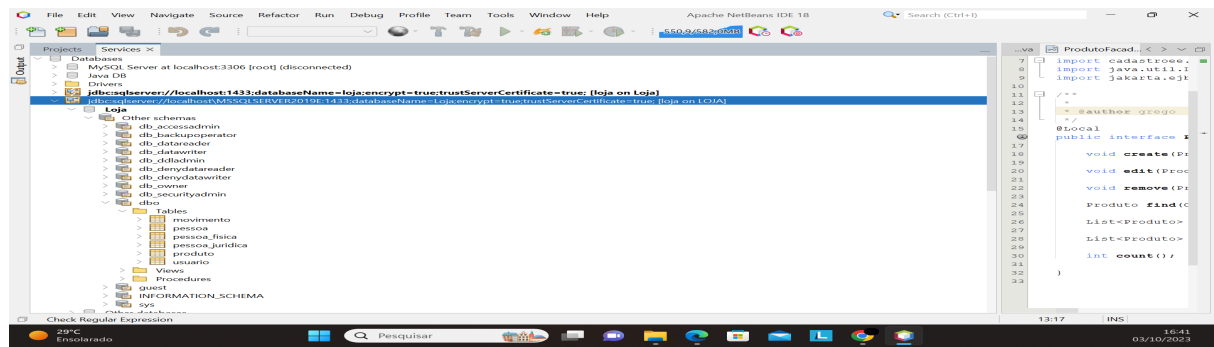 File Edit View Navigate Source Refactor Run Debug Profile Team Tools Window Help Apache NetBeans IDE 18 Search (Ctrl+I)
550,9/582,0MB
Projects Services × ...va ProdutoFacad...
Output
Databases
MySQL Server at localhost:3306 [root] (disconnected)
Java DB
Drivers
jdbc:sqlserver://localhost:1433;databaseName=loja;encrypt=true;trustServerCertificate=true; [loja on Loja]
jdbc:sqlserver://localhost\MSSQLSERVER2019E:1433;databaseName=Loja;encrypt=true;trustServerCertificate=true; [loja on LOJA]
Loja
Other schemas
db_accessadmin
db_backupoperator
db_datareader
db_datawriter
db_ddladmin
db_denydatareader
db_denydatawriter
db_owner
db_securityadmin
dbo
Tables
movimento
pessoa
pessoa_fisica
pessoa_juridica
produto
usuario
Views
Procedures
guest
INFORMATION_SCHEMA
sys
Other databases
7 import cadastroee.
8 import java.util.L
9 import jakarta.ejb
10
11 /**
12 *
13 * @author grego
14 */
15 @Local
public interface P
17
18 void create(Pr
19
20 void edit(Proc
21
22 void remove(Pr
23
24 Produto find(O
25
26 List<Produto>
27
28 List<Produto>
29
30 int count();
31
32 }
33
Check Regular Expression 13:17 INS
29°C
Ensolarado
Pesquisar
16:41
03/10/2023